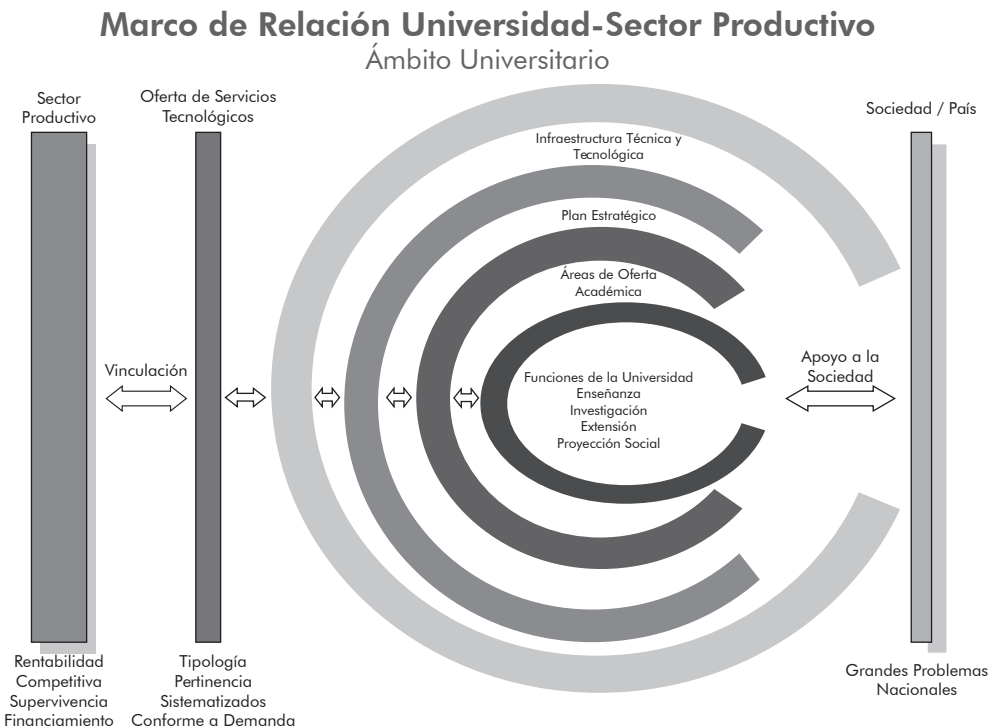 Marco de Relación Universidad-Sector Productivo
Ámbito Universitario
Sector
Productivo
Oferta de Servicios
Tecnológicos
Sociedad / País
Infraestructura Técnica y
Tecnológica
Plan Estratégico
Áreas de Oferta
Académica
Vinculación
Funciones de la Universidad
Enseñanza
Investigación
Extensión
Proyección Social
Apoyo a la
Sociedad
Rentabilidad
Competitiva
Supervivencia
Financiamiento
Tipología
Pertinencia
Sistematizados
Conforme a Demanda
Grandes Problemas
Nacionales